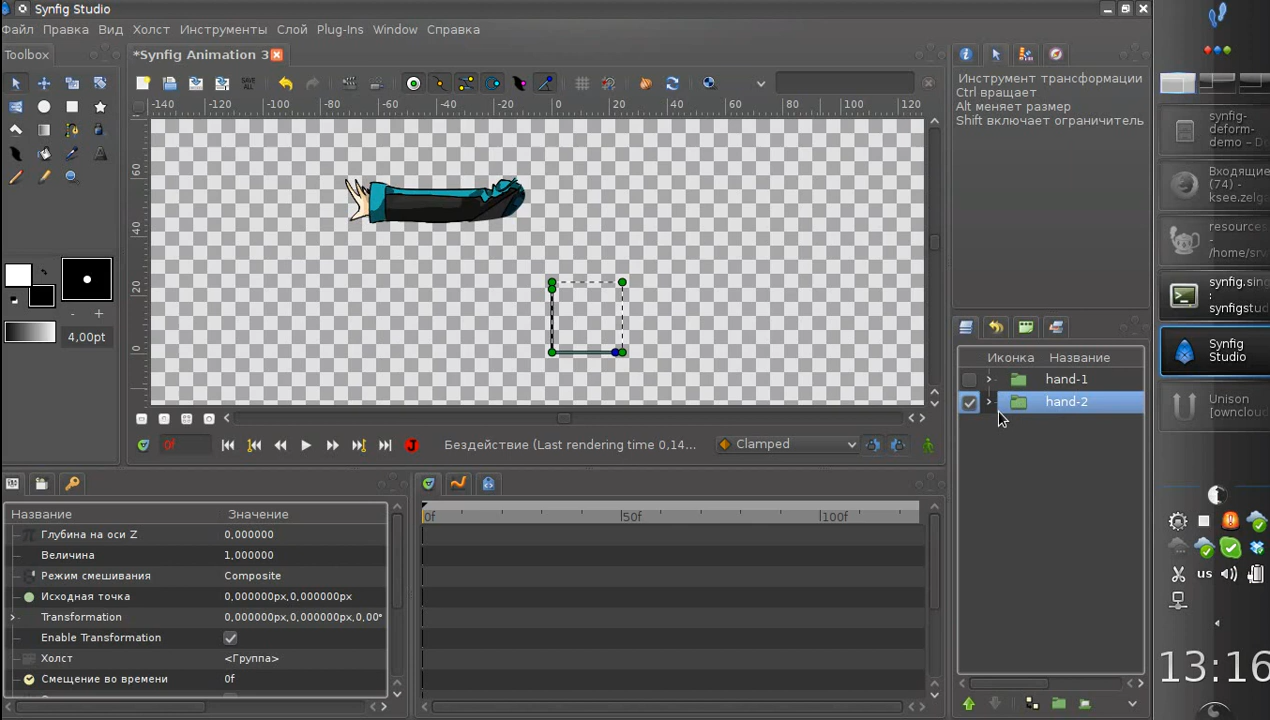 Synfig Studio
Файл Правка Вид Холст Инструменты Слой Plug-Ins Window Справка
Toolbox
*Synfig Animation 3
SAVE ALL
-140 -120 -100 -80 -60 -40 -20 0 20 40 60 80 100 120
60
40
20
0
4,00pt
- +
0f
Бездействие (Last rendering time 0,14...
Clamped
Название Значение
Глубина на оси Z 0,000000
Величина 1,000000
Режим смешивания Composite
Исходная точка 0,000000px,0,000000px
Transformation 0,000000px,0,000000px,0,00°
Enable Transformation
Холст <Группа>
Смещение во времени 0f
0f 50f 100f
Инструмент трансформации
Ctrl вращает
Alt меняет размер
Shift включает ограничитель
Иконка Название
hand-1
hand-2
synfig-
deform-
demo – De
Входящие
(74) -
ksee.zelg
resources
-
/home/srv
synfig.sing
:
synfigstud
Synfig
Studio
Unison
[owncloud
us
13:16